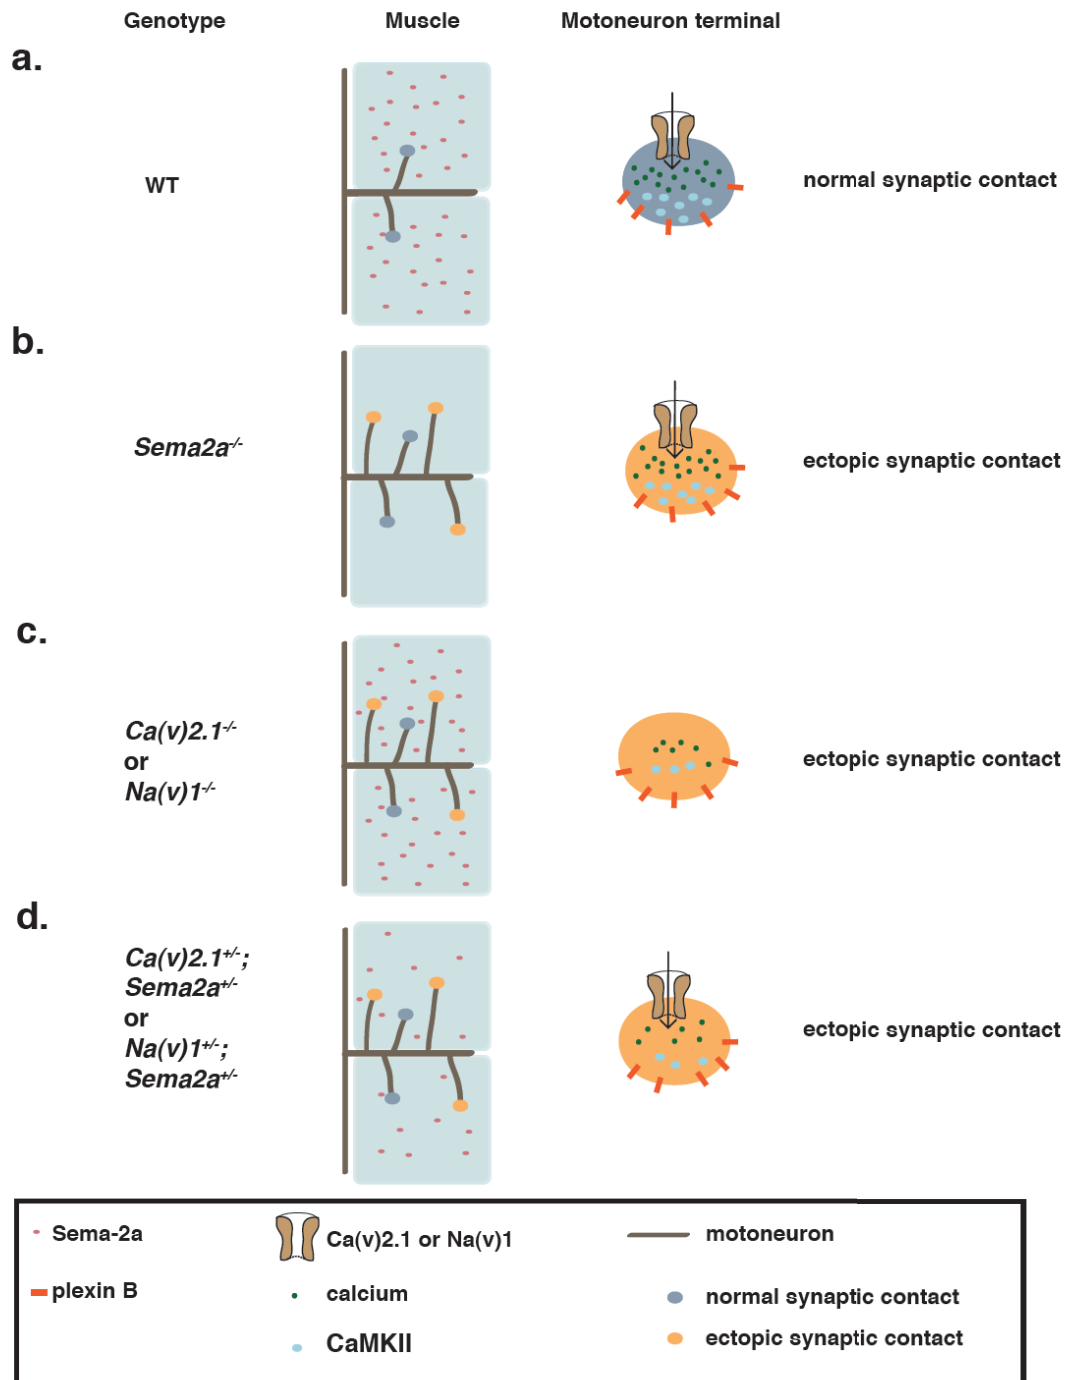 Genotype Muscle Motoneuron terminal
a.
WT
normal synaptic contact
b.
Sema2a-/-
ectopic synaptic contact
c.
Ca(v)2.1-/-
or
Na(v)1-/-
ectopic synaptic contact
d.
Ca(v)2.1+/-;
Sema2a+/-
or
Na(v)1+/-;
Sema2a+/-
ectopic synaptic contact
Sema-2a
Ca(v)2.1 or Na(v)1
motoneuron
plexin B
calcium
normal synaptic contact
CaMKII
ectopic synaptic contact